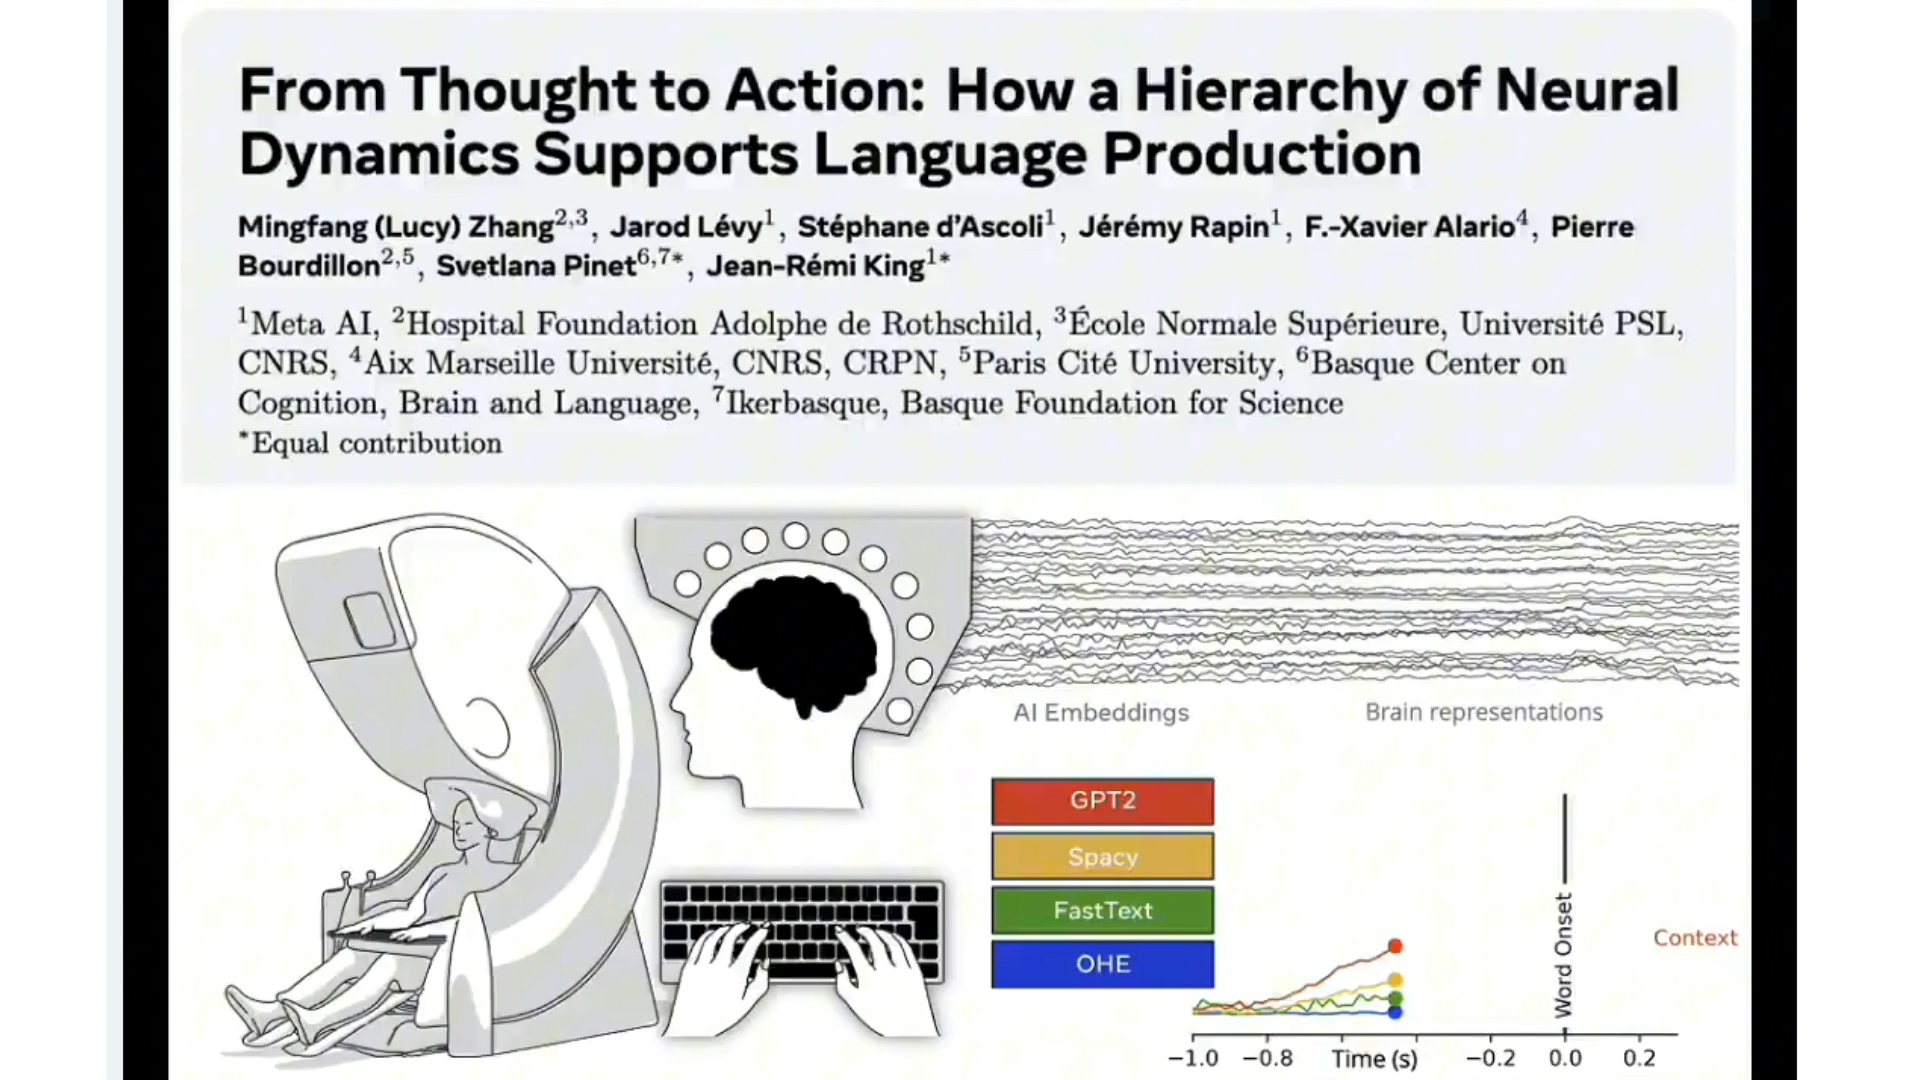 From Thought to Action: How a Hierarchy of Neural
Dynamics Supports Language Production
Mingfang (Lucy) Zhang2,3, Jarod Lévy1, Stéphane d'Ascoli1, Jérémy Rapin1, F.-Xavier Alario4, Pierre
Bourdillon2,5, Svetlana Pinet6,7*, Jean-Rémi King1*
1Meta AI, 2Hospital Foundation Adolphe de Rothschild, 3École Normale Supérieure, Université PSL,
CNRS, 4Aix Marseille Université, CNRS, CRPN, 5Paris Cité University, 6Basque Center on
Cognition, Brain and Language, 7Ikerbasque, Basque Foundation for Science
*Equal contribution
AI Embeddings
Brain representations
GPT2
Spacy
FastText
OHE
Word Onset
Context
−1.0 −0.8 Time (s) −0.2 0.0 0.2